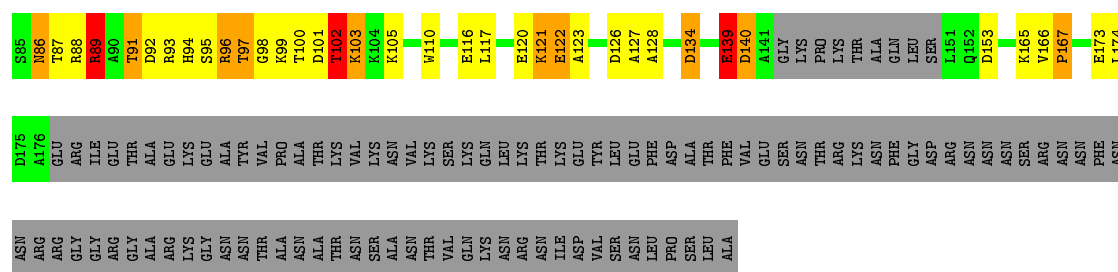 S85 N86 T87 R88 R89 A90 T91 D92 R93 H94 S95 R96 T97 G98 K99 T100 D101 T102 K103 K104 K105 W110 E116 L117 E120 K121 E122 A123 D126 A127 A128 D134 E139 D140 A141 GLY LYS PRO LYS THR ALA GLN LEU SER L151 Q152 D153 K165 V166 P167 E173 L174
D175 A176 GLU ARG ILE GLU THR ALA GLU LYS GLU ALA TYR VAL PRO ALA THR LYS VAL LYS ASN VAL LYS SER LYS GLN LEU LYS THR LYS GLU TYR LEU GLU PHE ASP ALA THR PHE VAL GLU SER ASN THR ARG LYS ASN PHE GLY ASP ARG ASN ASN ASN SER ARG ASN ASN PHE ASN
ASN ARG ARG GLY GLY ARG GLY ALA ARG LYS GLY ASN ASN THR ALA ASN ALA THR ASN SER ALA ASN THR VAL GLN LYS ASN ARG ASN ILE ASP VAL SER ASN LEU PRO SER LEU ALA